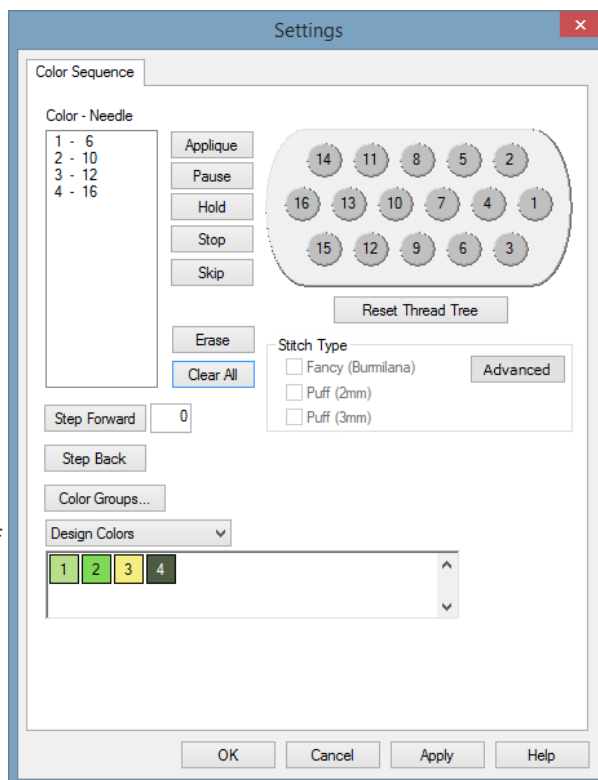 Settings
Color Sequence
Color - Needle
1 - 6
2 - 10
3 - 12
4 - 16
Applique
Pause
Hold
Stop
Skip
Erase
Clear All
14 11 8 5 2
16 13 10 7 4 1
15 12 9 6 3
Reset Thread Tree
Stitch Type
Fancy (Burmilana)
Puff (2mm)
Puff (3mm)
Advanced
Step Forward 0
Step Back
Color Groups...
Design Colors
1 2 3 4
OK Cancel Apply Help